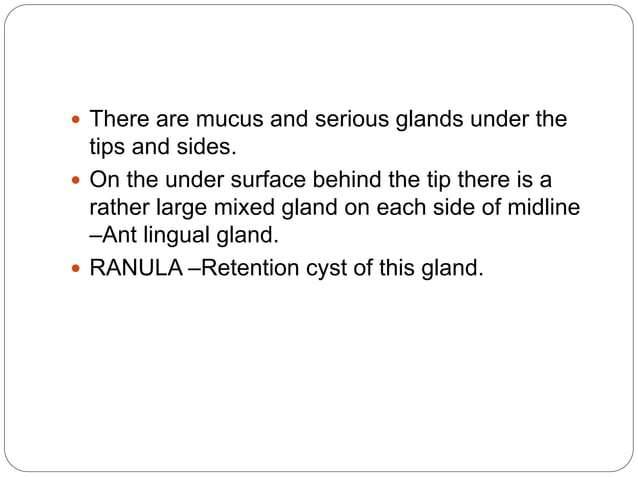 There are mucus and serious glands under the
tips and sides.
On the under surface behind the tip there is a
rather large mixed gland on each side of midline
–Ant lingual gland.
RANULA –Retention cyst of this gland.